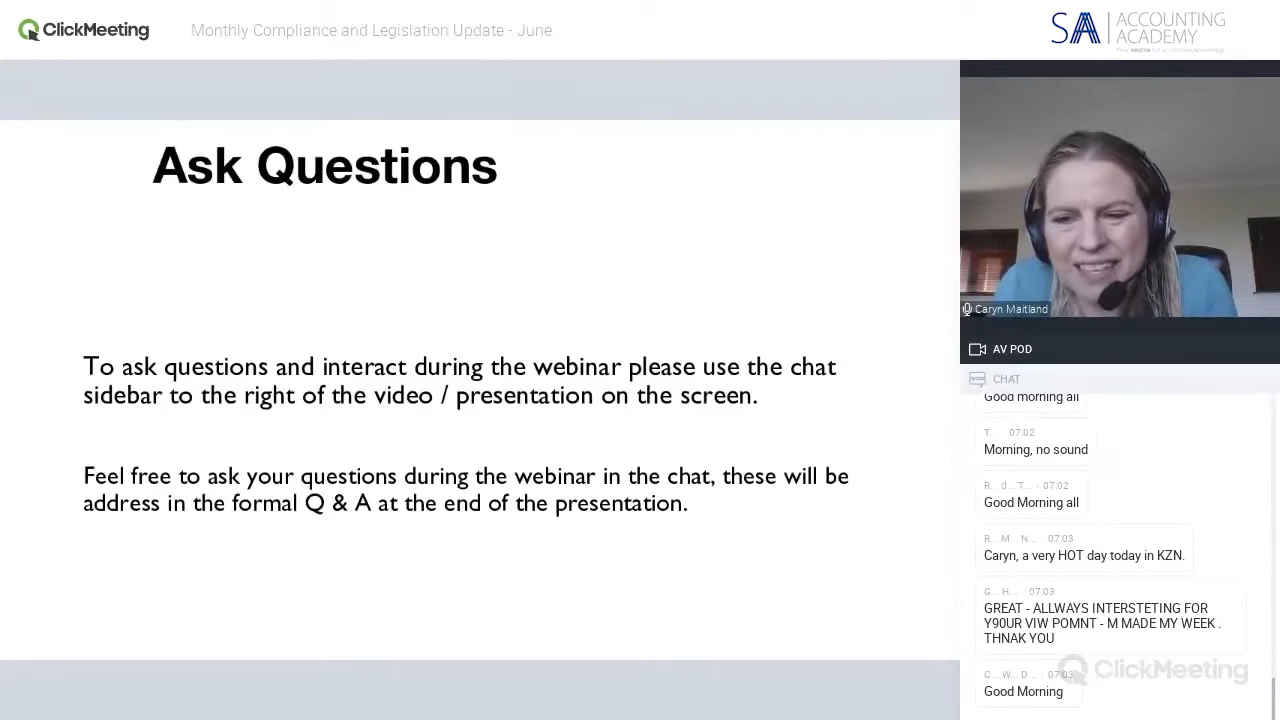 ClickMeeting
Monthly Compliance and Legislation Update - June
SA ACCOUNTING
ACADEMY
Ask Questions
To ask questions and interact during the webinar please use the chat
sidebar to the right of the video / presentation on the screen.
Feel free to ask your questions during the webinar in the chat, these will be
address in the formal Q & A at the end of the presentation.
Caryn Maitland
AV POD
CHAT
Good morning all
T... · 07:02
Morning, no sound
R... d... T... · 07:02
Good Morning all
R... M... N... · 07:03
Caryn, a very HOT day today in KZN.
G... H... · 07:03
GREAT - ALLWAYS INTERSTETING FOR
Y90UR VIW POMNT - M MADE MY WEEK .
THNAK YOU
ClickMeeting
C... W... D... · 07:03
Good Morning